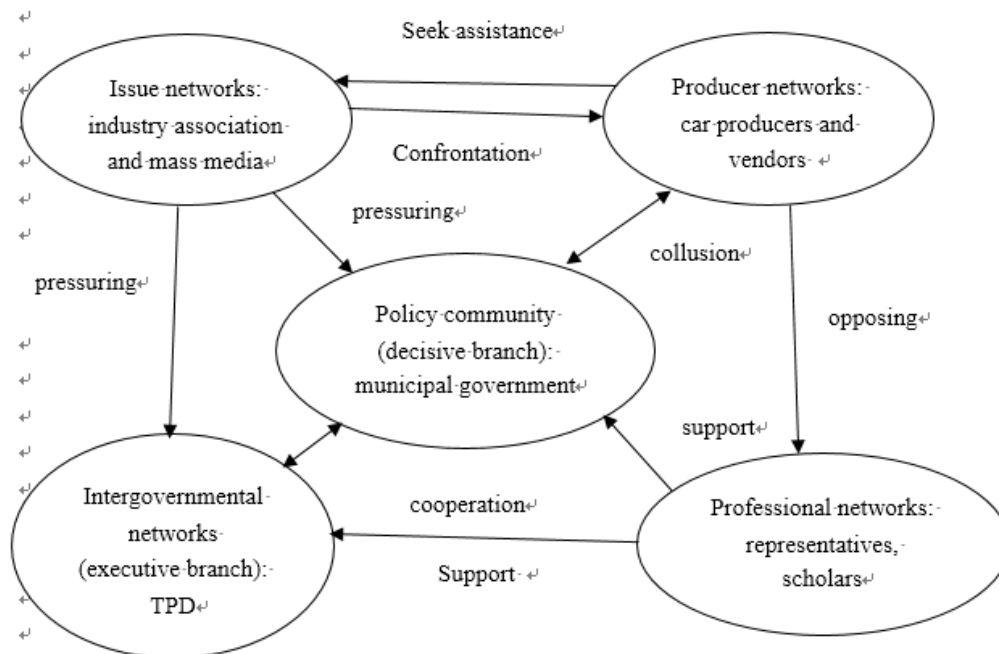 Seek assistance
Issue networks:
industry association
and mass media
Producer networks:
car producers and
vendors
Confrontation
pressuring
collusion
pressuring
Policy community
(decisive branch):
municipal government
opposing
support
Intergovernmental
networks
(executive branch):
TPD
cooperation
Support
Professional networks:
representatives,
scholars